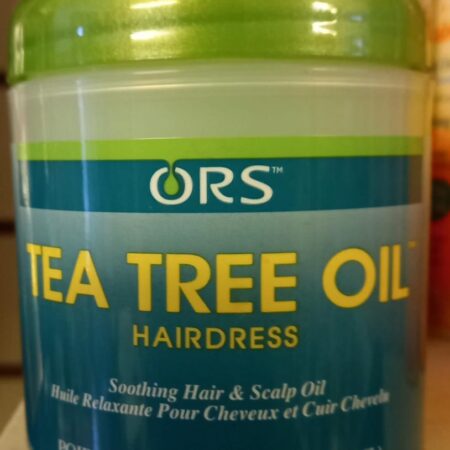 ORS™
TEA TREE OIL™
HAIRDRESS
Soothing Hair & Scalp Oil
Huile Relaxante Pour Cheveux et Cuir Chevelu